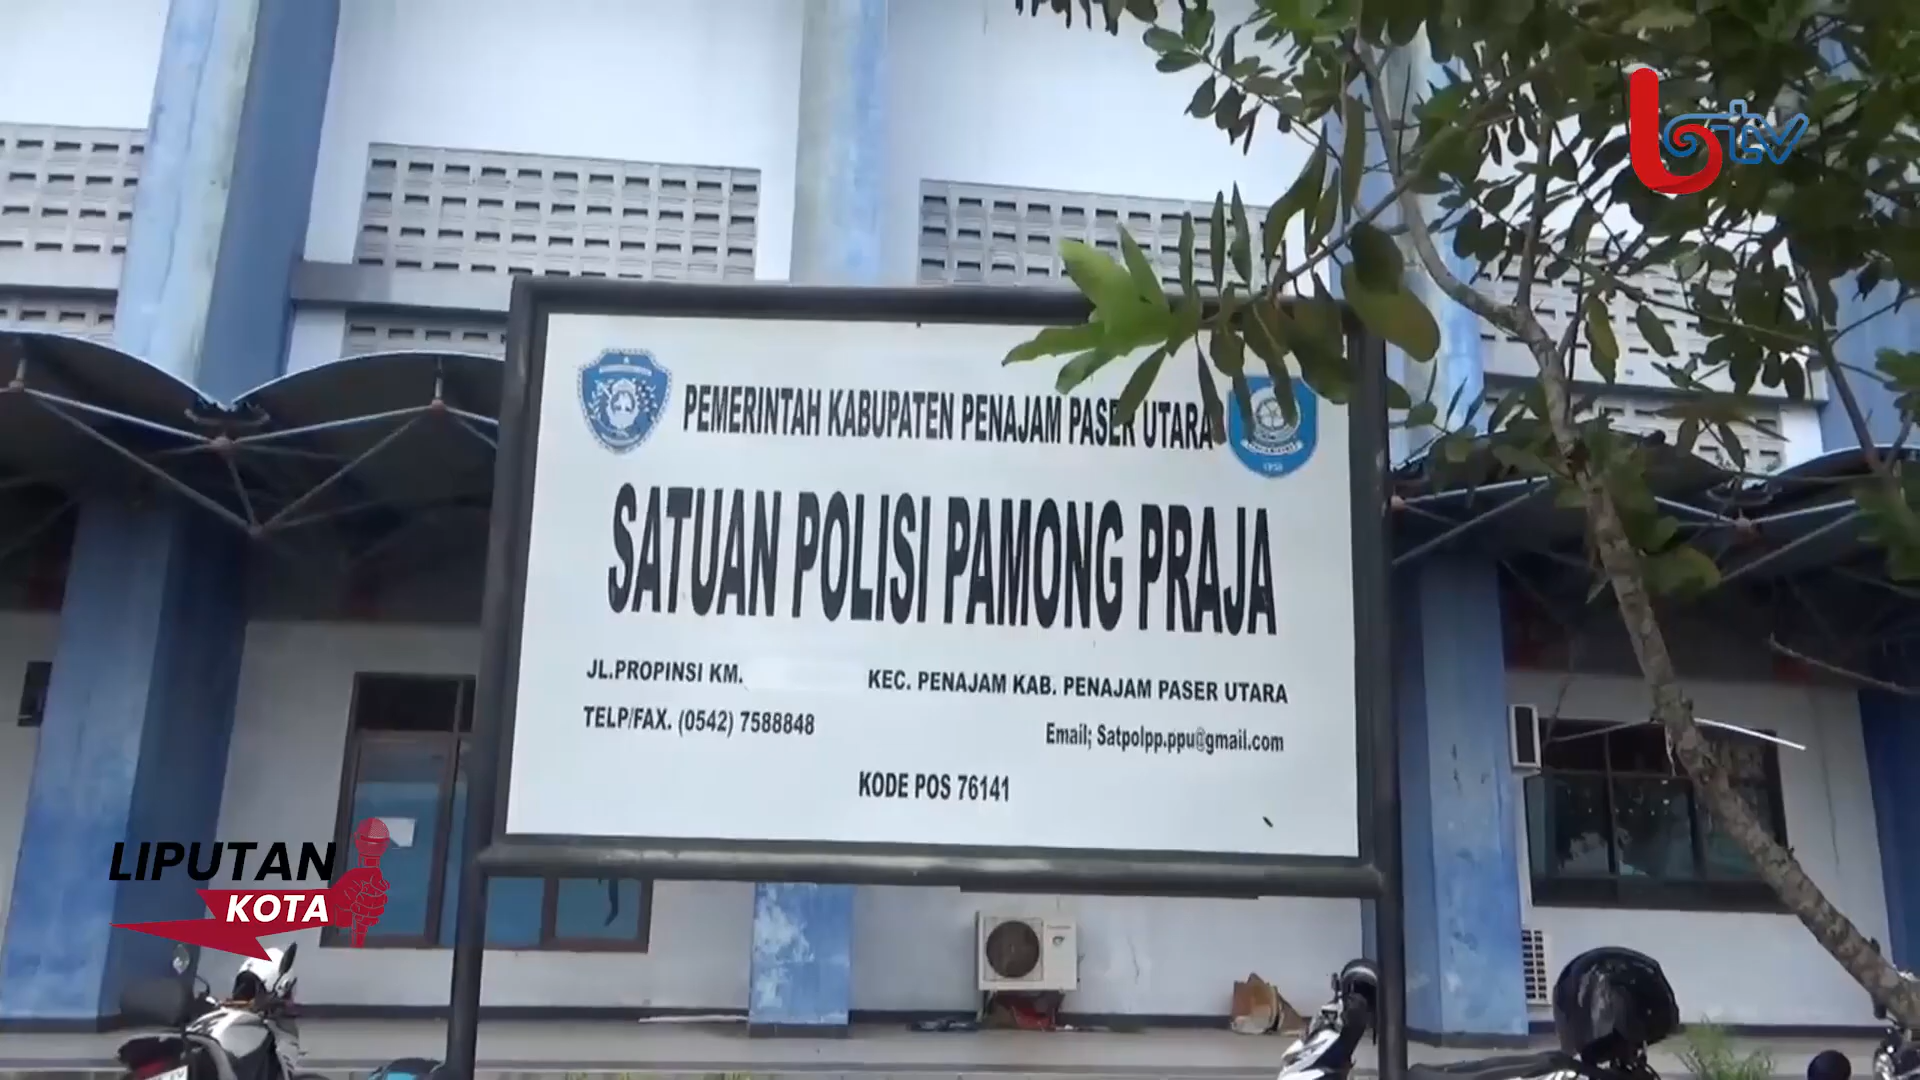 btv
PEMERINTAH KABUPATEN PENAJAM PASER UTARA
SATUAN POLISI PAMONG PRAJA
JL.PROPINSI KM. KEC. PENAJAM KAB. PENAJAM PASER UTARA
TELP/FAX. (0542) 7588848 Email; Satpolpp.ppu@gmail.com
KODE POS 76141
LIPUTAN
KOTA